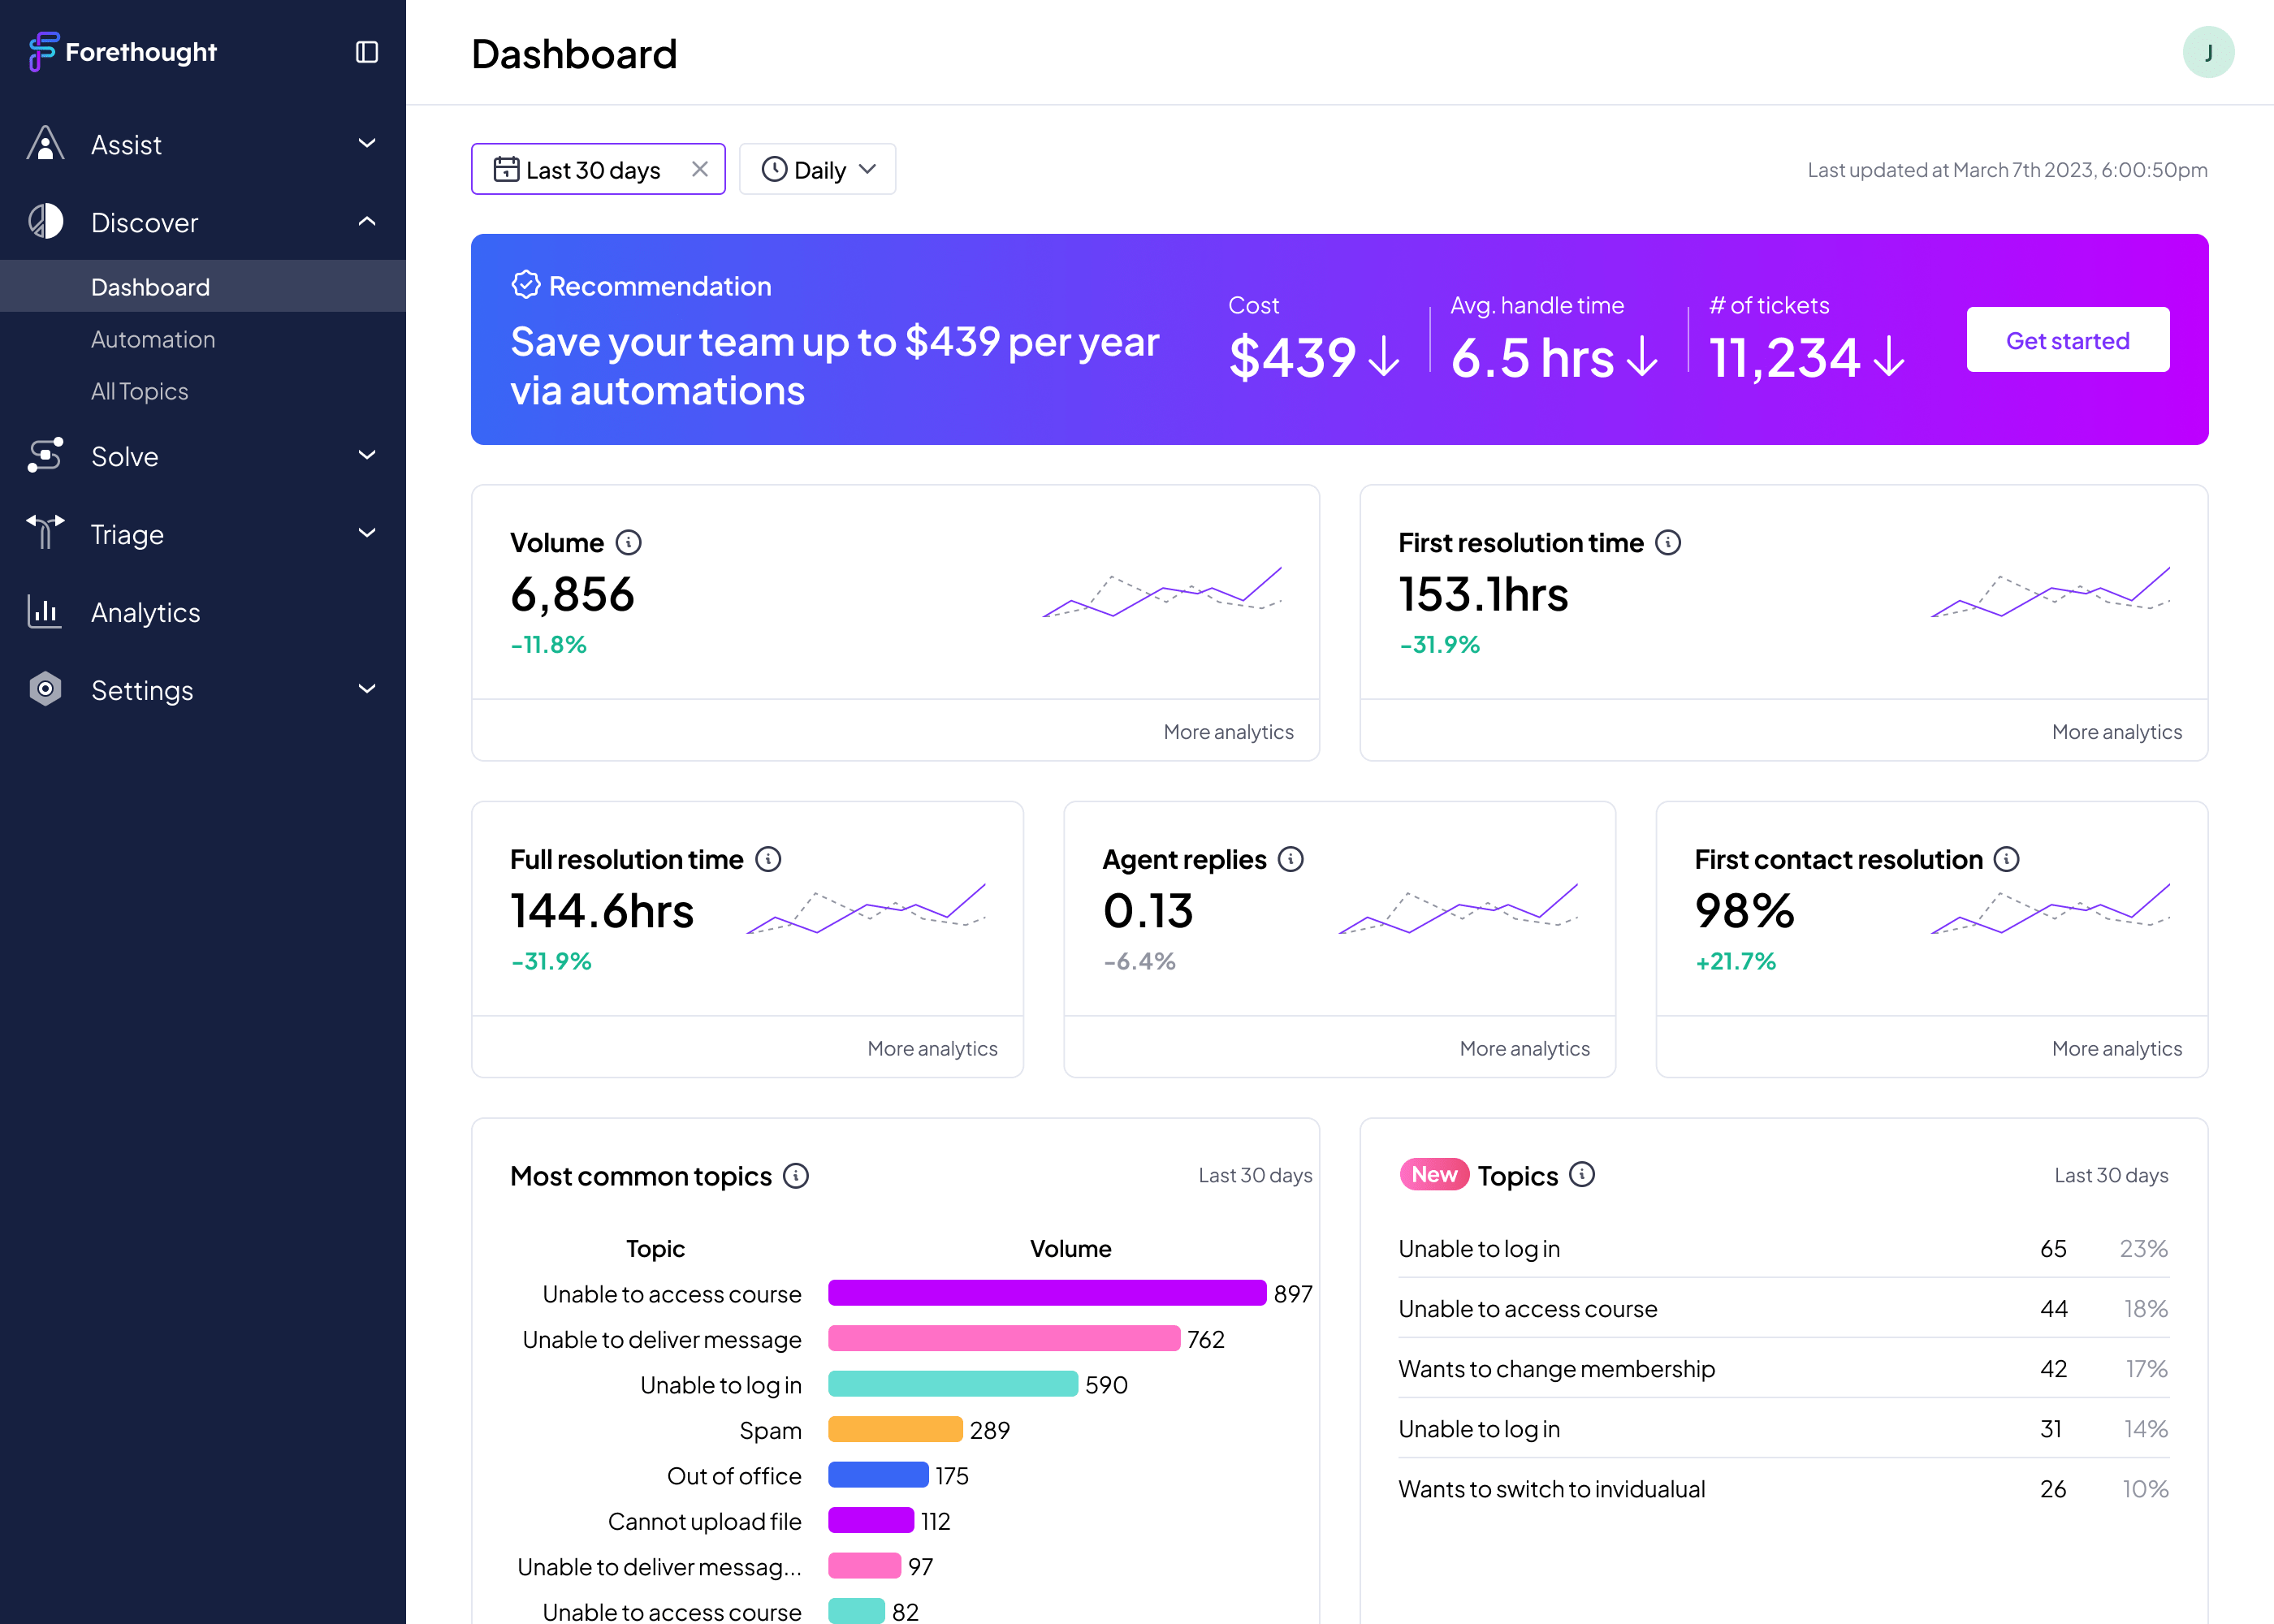 Forethought
Assist
Discover
Dashboard
Automation
All Topics
Solve
Triage
Analytics
Settings
Dashboard
J
Last 30 days
Daily
Last updated at March 7th 2023, 6:00:50pm
Recommendation
Save your team up to $439 per year
via automations
Cost
$439
Avg. handle time
6.5 hrs
# of tickets
11,234
Get started
Volume
6,856
-11.8%
More analytics
First resolution time
153.1hrs
-31.9%
More analytics
Full resolution time
144.6hrs
-31.9%
More analytics
Agent replies
0.13
-6.4%
More analytics
First contact resolution
98%
+21.7%
More analytics
Most common topics
Last 30 days
Topic Volume
Unable to access course 897
Unable to deliver message 762
Unable to log in 590
Spam 289
Out of office 175
Cannot upload file 112
Unable to deliver messag... 97
Unable to access course 82
New Topics
Last 30 days
Unable to log in 65 23%
Unable to access course 44 18%
Wants to change membership 42 17%
Unable to log in 31 14%
Wants to switch to invidualual 26 10%